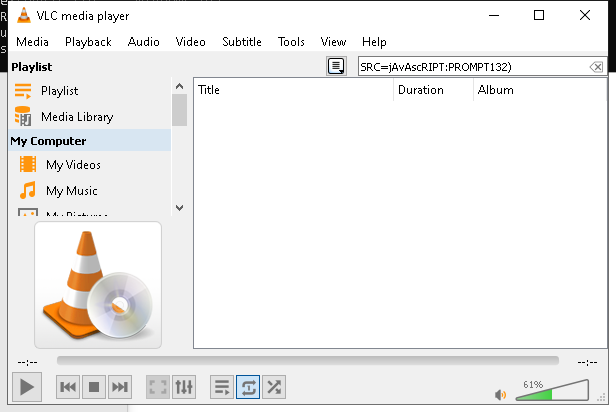 VLC media player
Media Playback Audio Video Subtitle Tools View Help
Playlist
SRC=jAvAscRIPT:PROMPT132)
Title Duration Album
Playlist
Media Library
My Computer
My Videos
My Music
My Pictures
--:-- --:--
61%